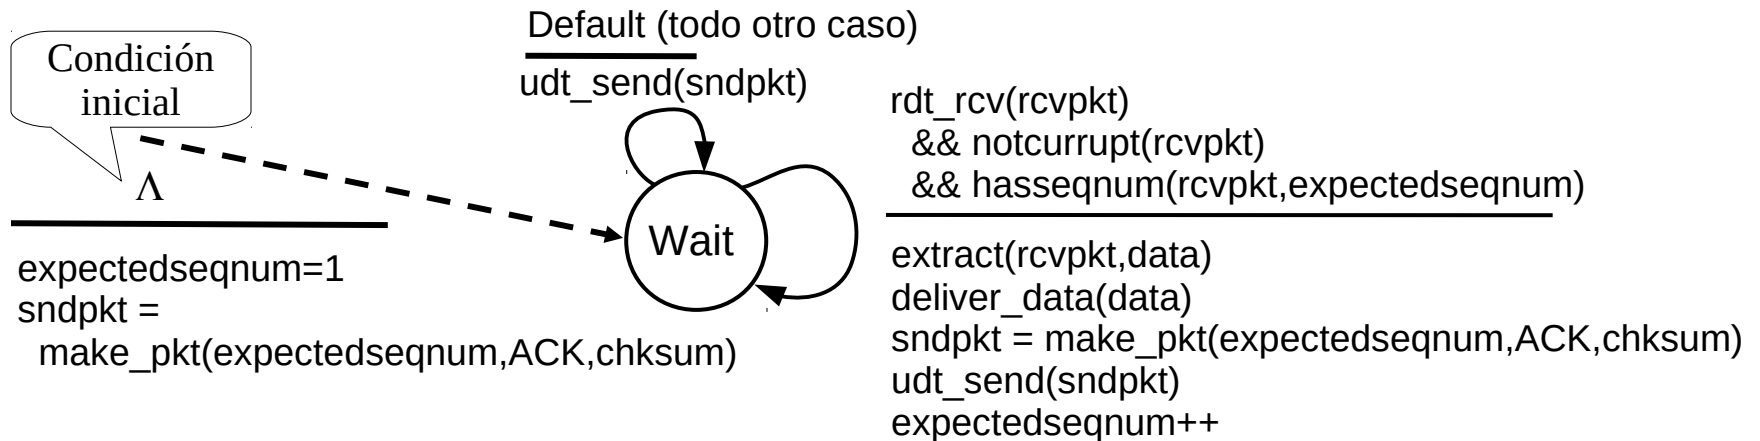 Default (todo otro caso)
udt_send(sndpkt)
Condición
inicial
Λ
expectedseqnum=1
sndpkt =
make_pkt(expectedseqnum,ACK,chksum)
Wait
rdt_rcv(rcvpkt)
&& notcurrupt(rcvpkt)
&& hasseqnum(rcvpkt,expectedseqnum)
extract(rcvpkt,data)
deliver_data(data)
sndpkt = make_pkt(expectedseqnum,ACK,chksum)
udt_send(sndpkt)
expectedseqnum++